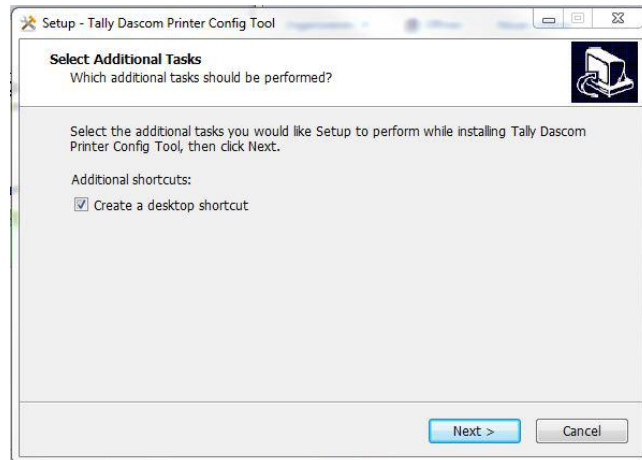 Setup - Tally Dascom Printer Config Tool
Select Additional Tasks
Which additional tasks should be performed?
Select the additional tasks you would like Setup to perform while installing Tally Dascom
Printer Config Tool, then click Next.
Additional shortcuts:
Create a desktop shortcut
Next >
Cancel